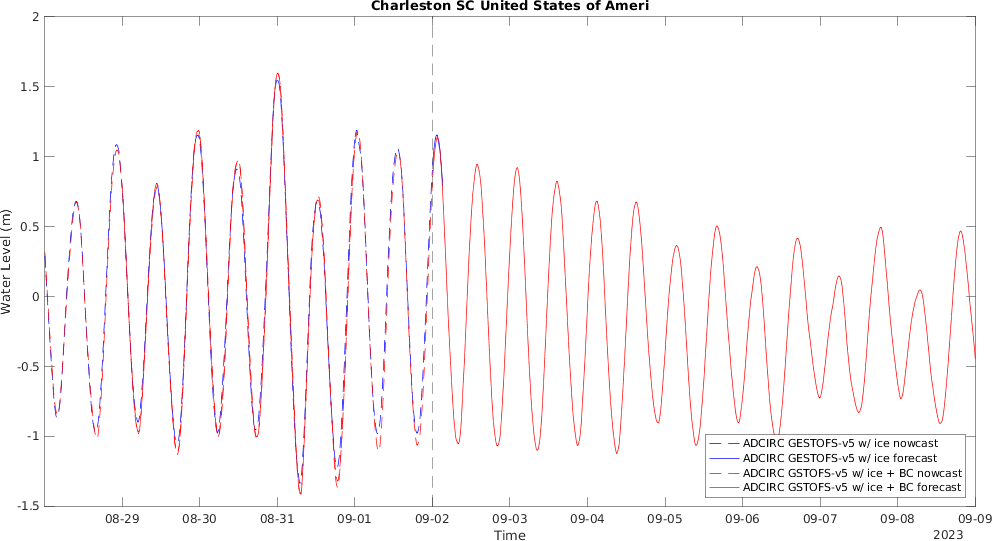 Charleston SC United States of Ameri
2
1.5
1
0.5
0
-0.5
-1
-1.5
Water Level (m)
ADCIRC GESTOFS-v5 w/ ice nowcast
ADCIRC GESTOFS-v5 w/ ice forecast
ADCIRC GSTOFS-v5 w/ ice + BC nowcast
ADCIRC GSTOFS-v5 w/ ice + BC forecast
08-29 08-30 08-31 09-01 09-02 09-03 09-04 09-05 09-06 09-07 09-08 09-09
Time
2023